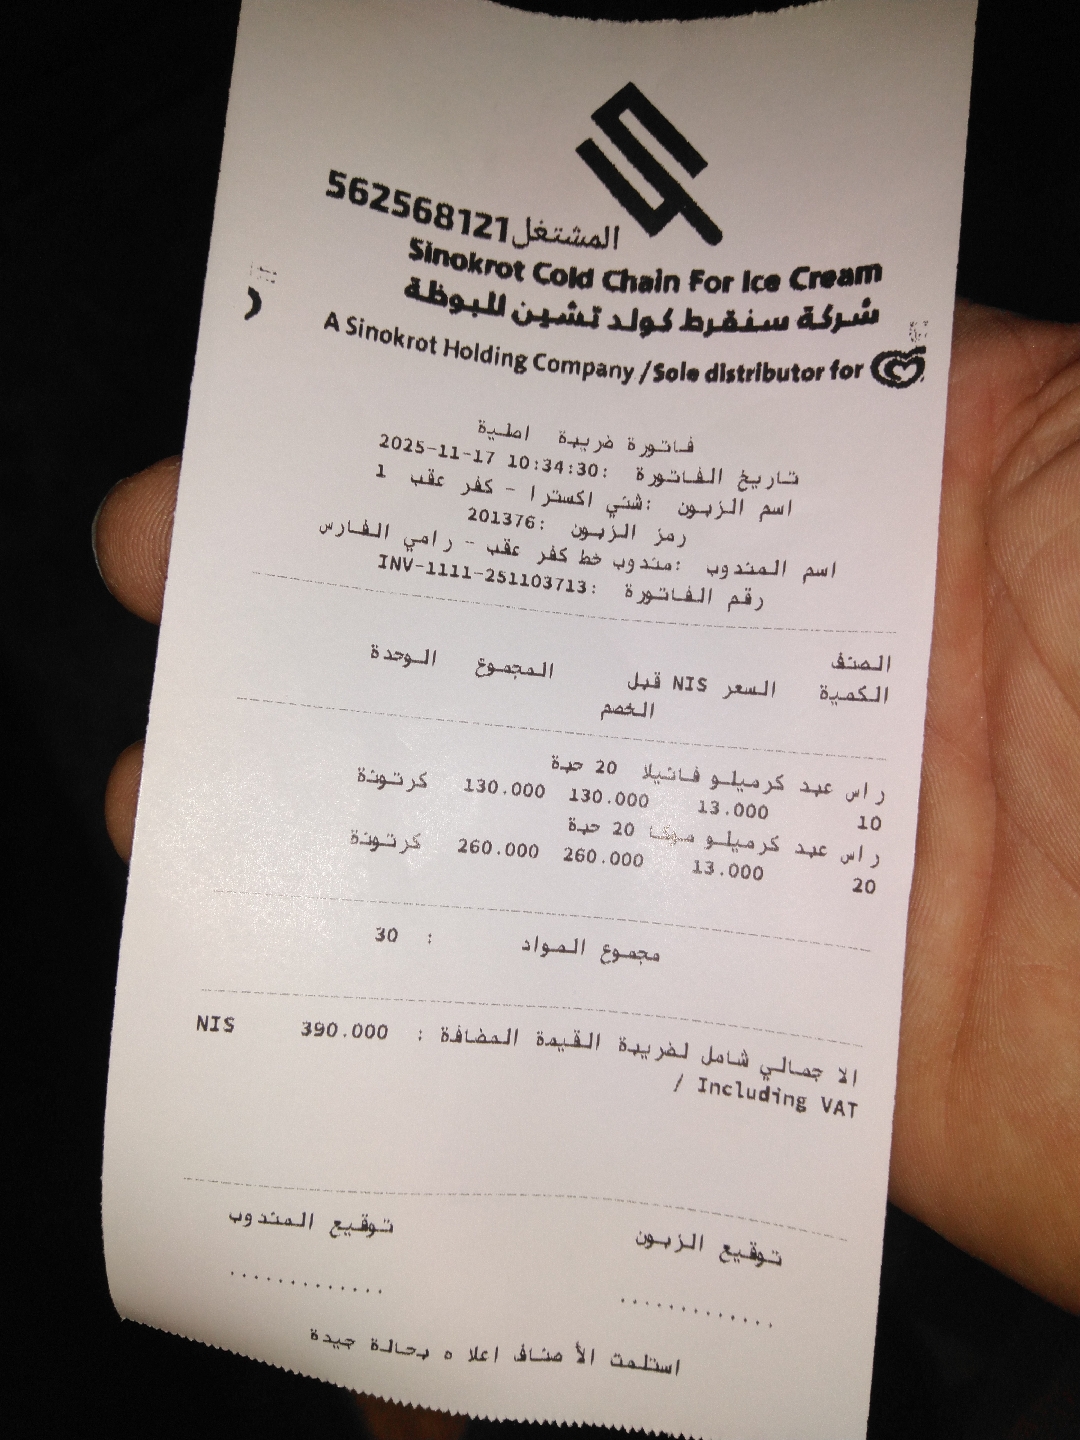 562568121 المشتغل
Sinokrot Cold Chain For Ice Cream
شركة سنقرط كولد تشين للبوظة
A Sinokrot Holding Company /Sole distributor for
فاتورة ضريبة اصلية
تاريخ الفاتورة :2025-11-17 10:34:30
اسم الزبون :شني اكسترا - كفر عقب 1
رمز الزبون :201376
اسم المندوب :مندوب خط كفر عقب - رامي الفارس
رقم الفاتورة :INV-1111-251103713
الصنف
الكمية السعر NIS قبل المجموع الوحدة
الخصم
راس عبد كرميلو فانيلا 20 حبة
10 13.000 130.000 130.000 كرتونة
راس عبد كرميلو موكا 20 حبة
20 13.000 260.000 260.000 كرتونة
مجموع المواد : 30
الاجمالي شامل لضريبة القيمة المضافة : 390.000 NIS
/ Including VAT
توقيع الزبون توقيع المندوب
............. .............
استلمت الأصناف اعلاه بحالة جيدة